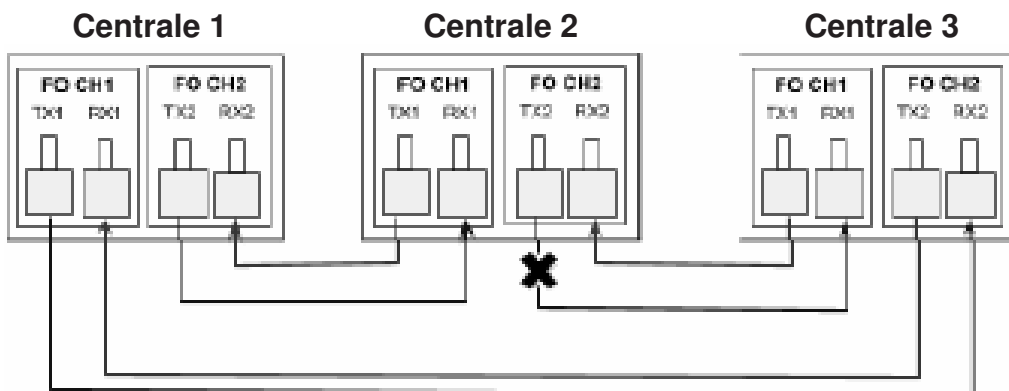 Centrale 1 Centrale 2 Centrale 3
FO CH1 FO CH2 FO CH1 FO CH2 FO CH1 FO CH2
TX1 RX1 TX2 RX2 TX1 RX1 TX2 RX2 TX1 RX1 TX2 RX2